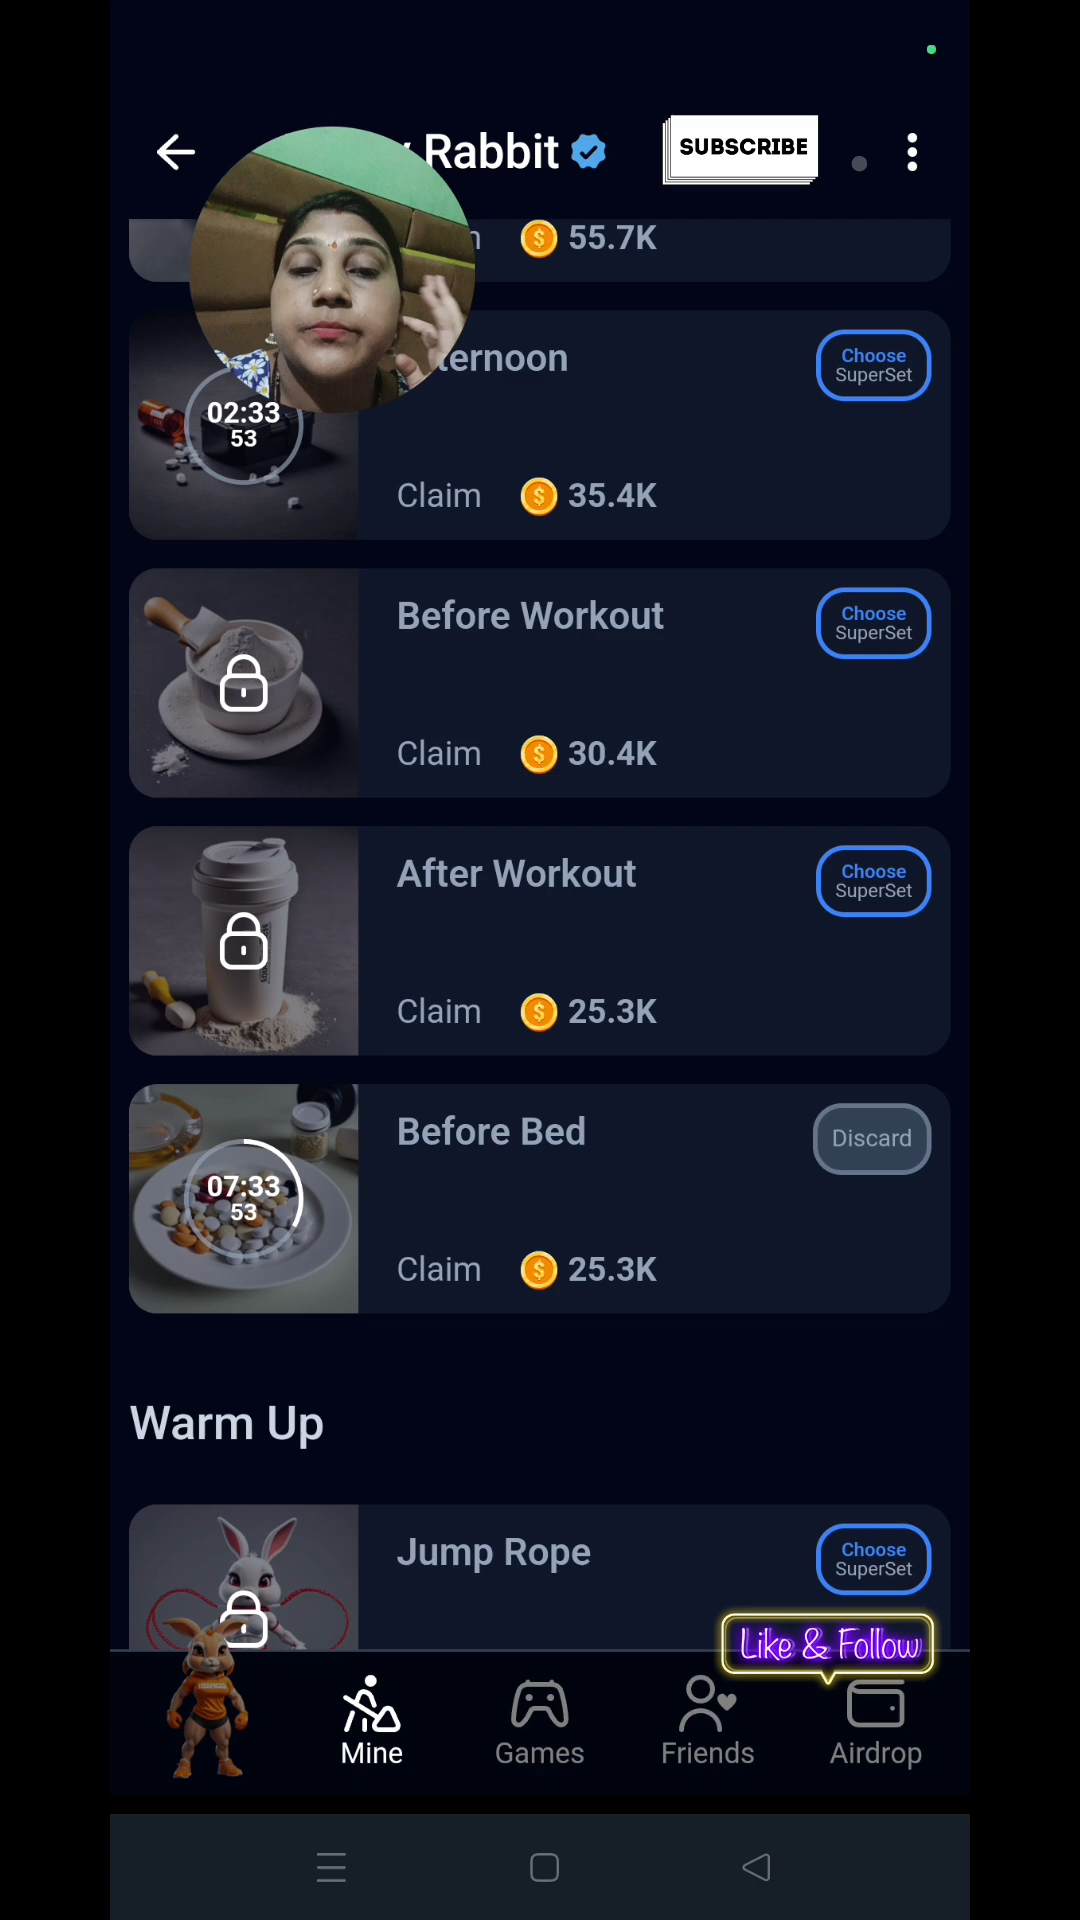 Rabbit
SUBSCRIBE
55.7K
ternoon
Choose
SuperSet
02:33
53
Claim 35.4K
Before Workout
Choose
SuperSet
Claim 30.4K
After Workout
Choose
SuperSet
Claim 25.3K
Before Bed
Discard
07:33
53
Claim 25.3K
Warm Up
Jump Rope
Choose
SuperSet
Like & Follow
Mine Games Friends Airdrop